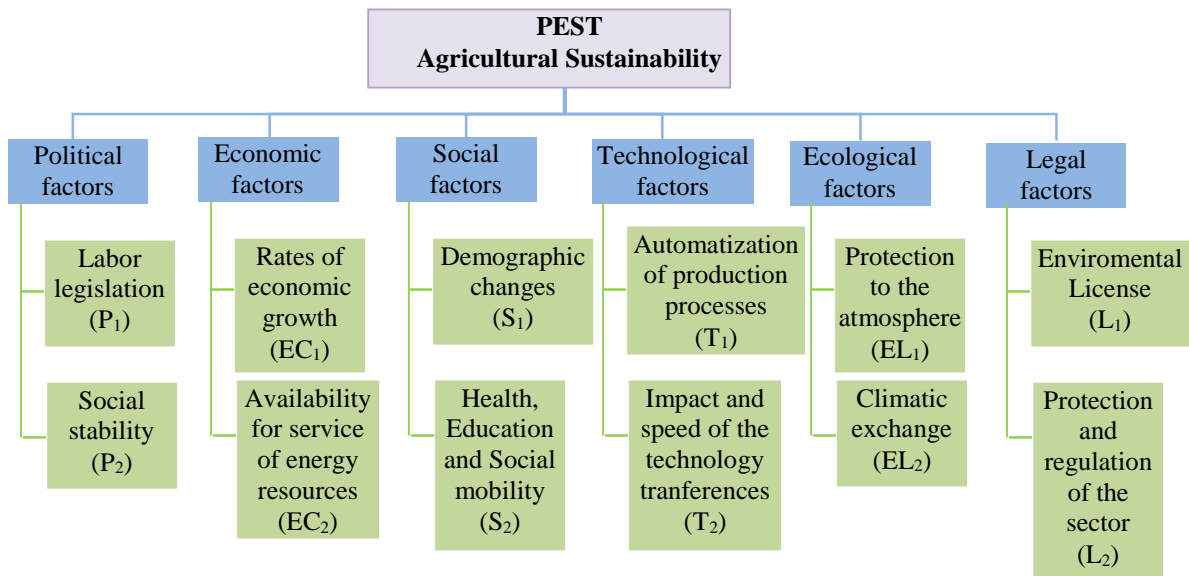 PEST
Agricultural Sustainability
Political
factors
Economic
factors
Social
factors
Technological
factors
Ecological
factors
Legal
factors
Labor
legislation
(P₁)
Rates of
economic
growth
(EC₁)
Demographic
changes
(S₁)
Automatization
of production
processes
(T₁)
Protection
to the
atmosphere
(EL₁)
Enviromental
License
(L₁)
Social
stability
(P₂)
Availability
for service
of energy
resources
(EC₂)
Health,
Education
and Social
mobility
(S₂)
Impact and
speed of the
technology
tranferences
(T₂)
Climatic
exchange
(EL₂)
Protection
and
regulation
of the
sector
(L₂)